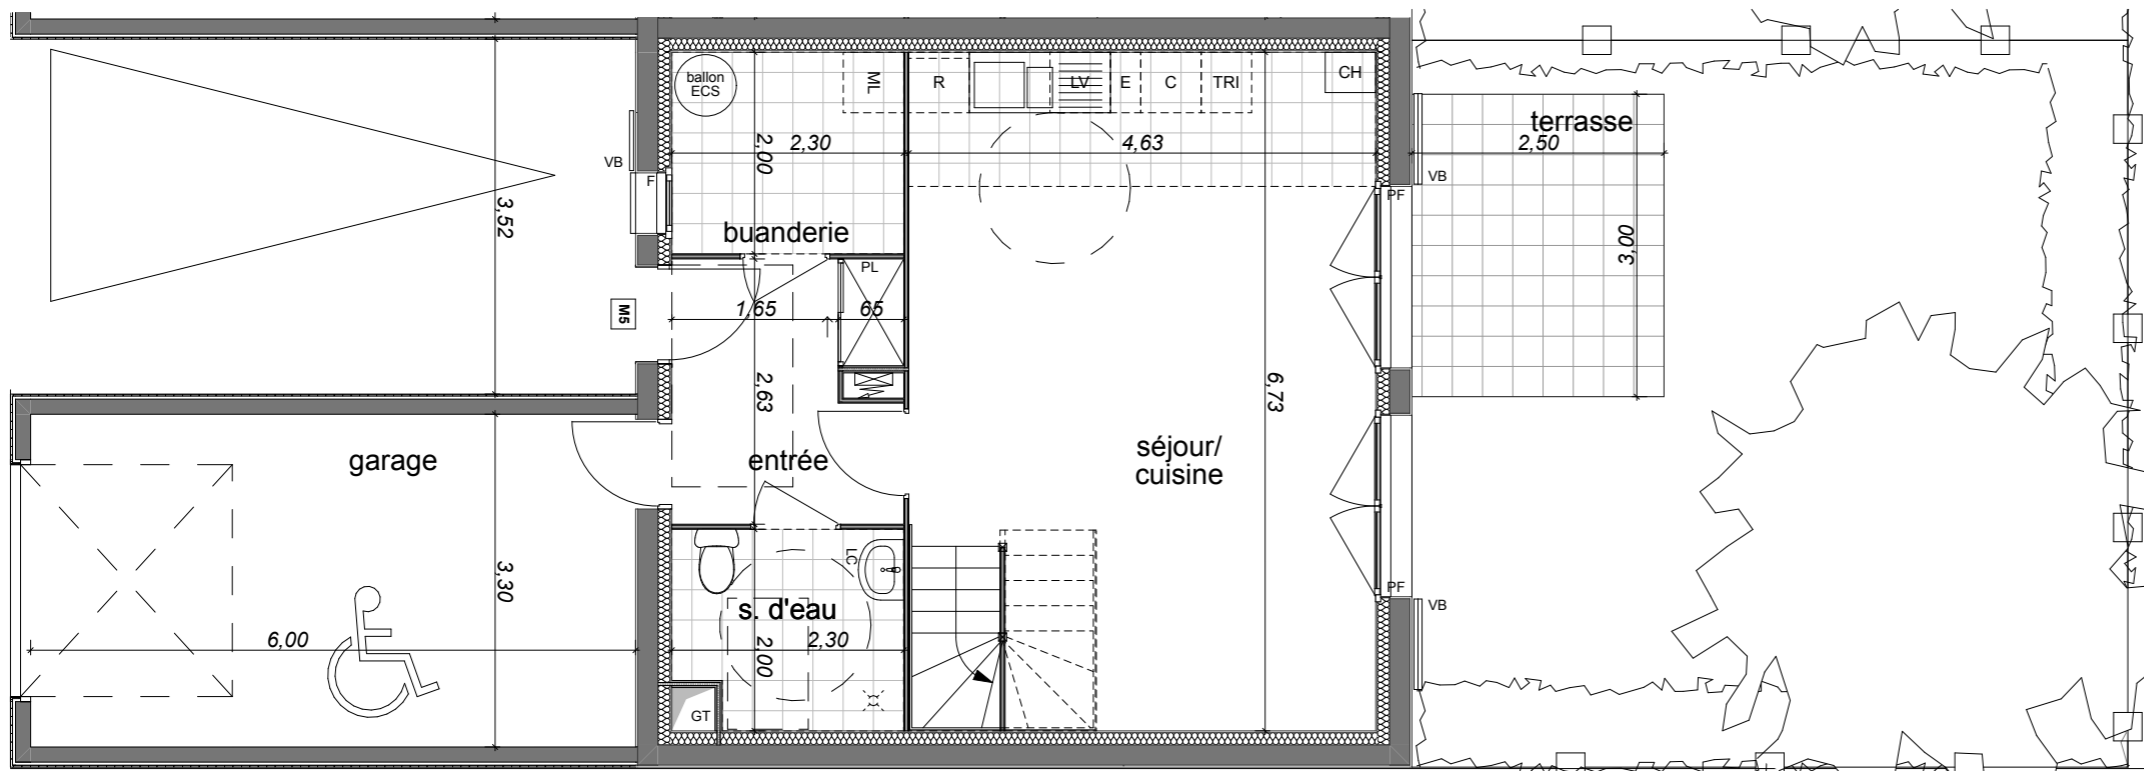 ballon
ECS
ML
R
LV
E
C
TRI
CH
terrasse
2,50
2,00
2,30
4,63
VB
F
VB
PF
3,52
buanderie
3,00
PL
M5
1,65
65
2,63
6,73
garage
entrée
séjour/
cuisine
LC
3,30
s. d'eau
PF
VB
6,00
2,00
2,30
GT